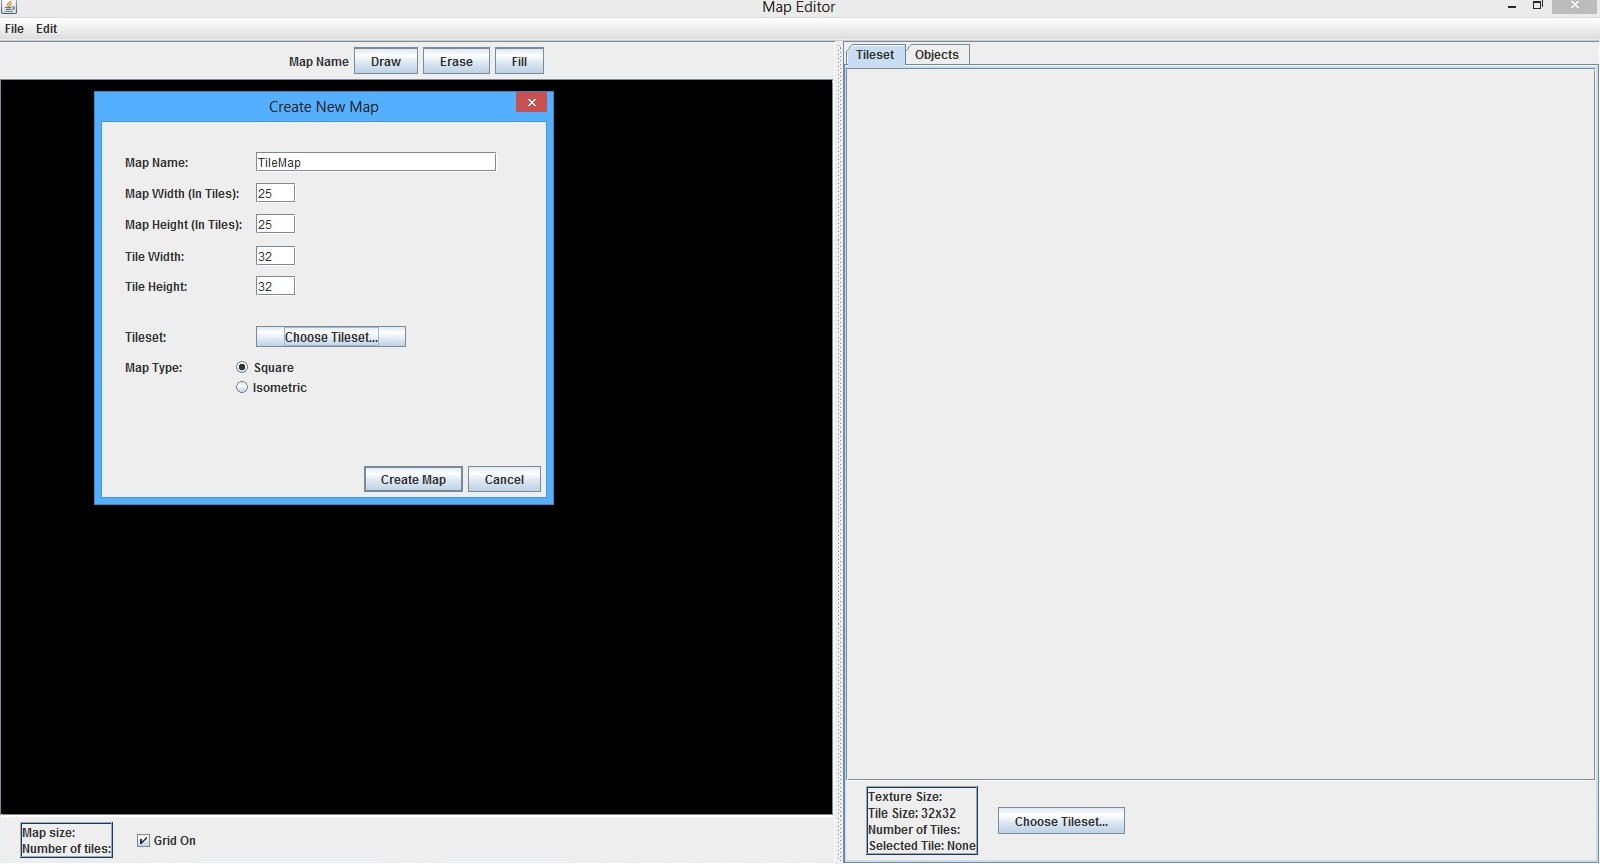 Map Editor
File Edit
Map Name Draw Erase Fill
Tileset Objects
Create New Map
Map Name: TileMap
Map Width (In Tiles): 25
Map Height (In Tiles): 25
Tile Width: 32
Tile Height: 32
Tileset: Choose Tileset...
Map Type: Square
Isometric
Create Map Cancel
Map size:
Number of tiles:
Grid On
Texture Size:
Tile Size: 32x32
Number of Tiles:
Selected Tile: None
Choose Tileset...